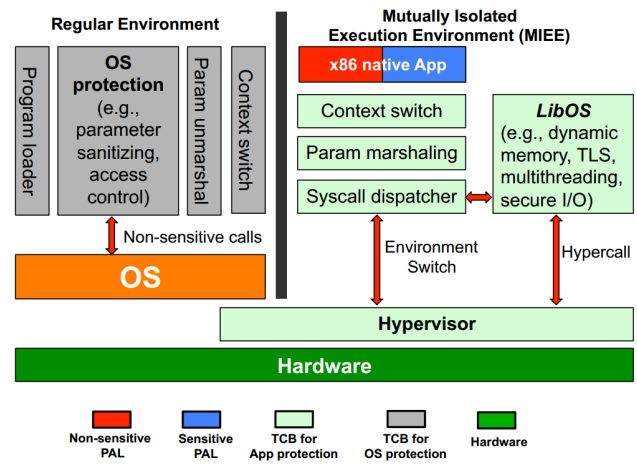 Regular Environment
Mutually Isolated
Execution Environment (MIEE)
Program loader
OS
protection
(e.g.,
parameter
sanitizing,
access
control)
Param unmarshal
Context switch
x86 native App
Context switch
Param marshaling
Syscall dispatcher
LibOS
(e.g., dynamic
memory, TLS,
multithreading,
secure I/O)
Non-sensitive calls
Environment
Switch
Hypercall
OS
Hypervisor
Hardware
Non-sensitive
PAL
Sensitive
PAL
TCB for
App protection
TCB for
OS protection
Hardware